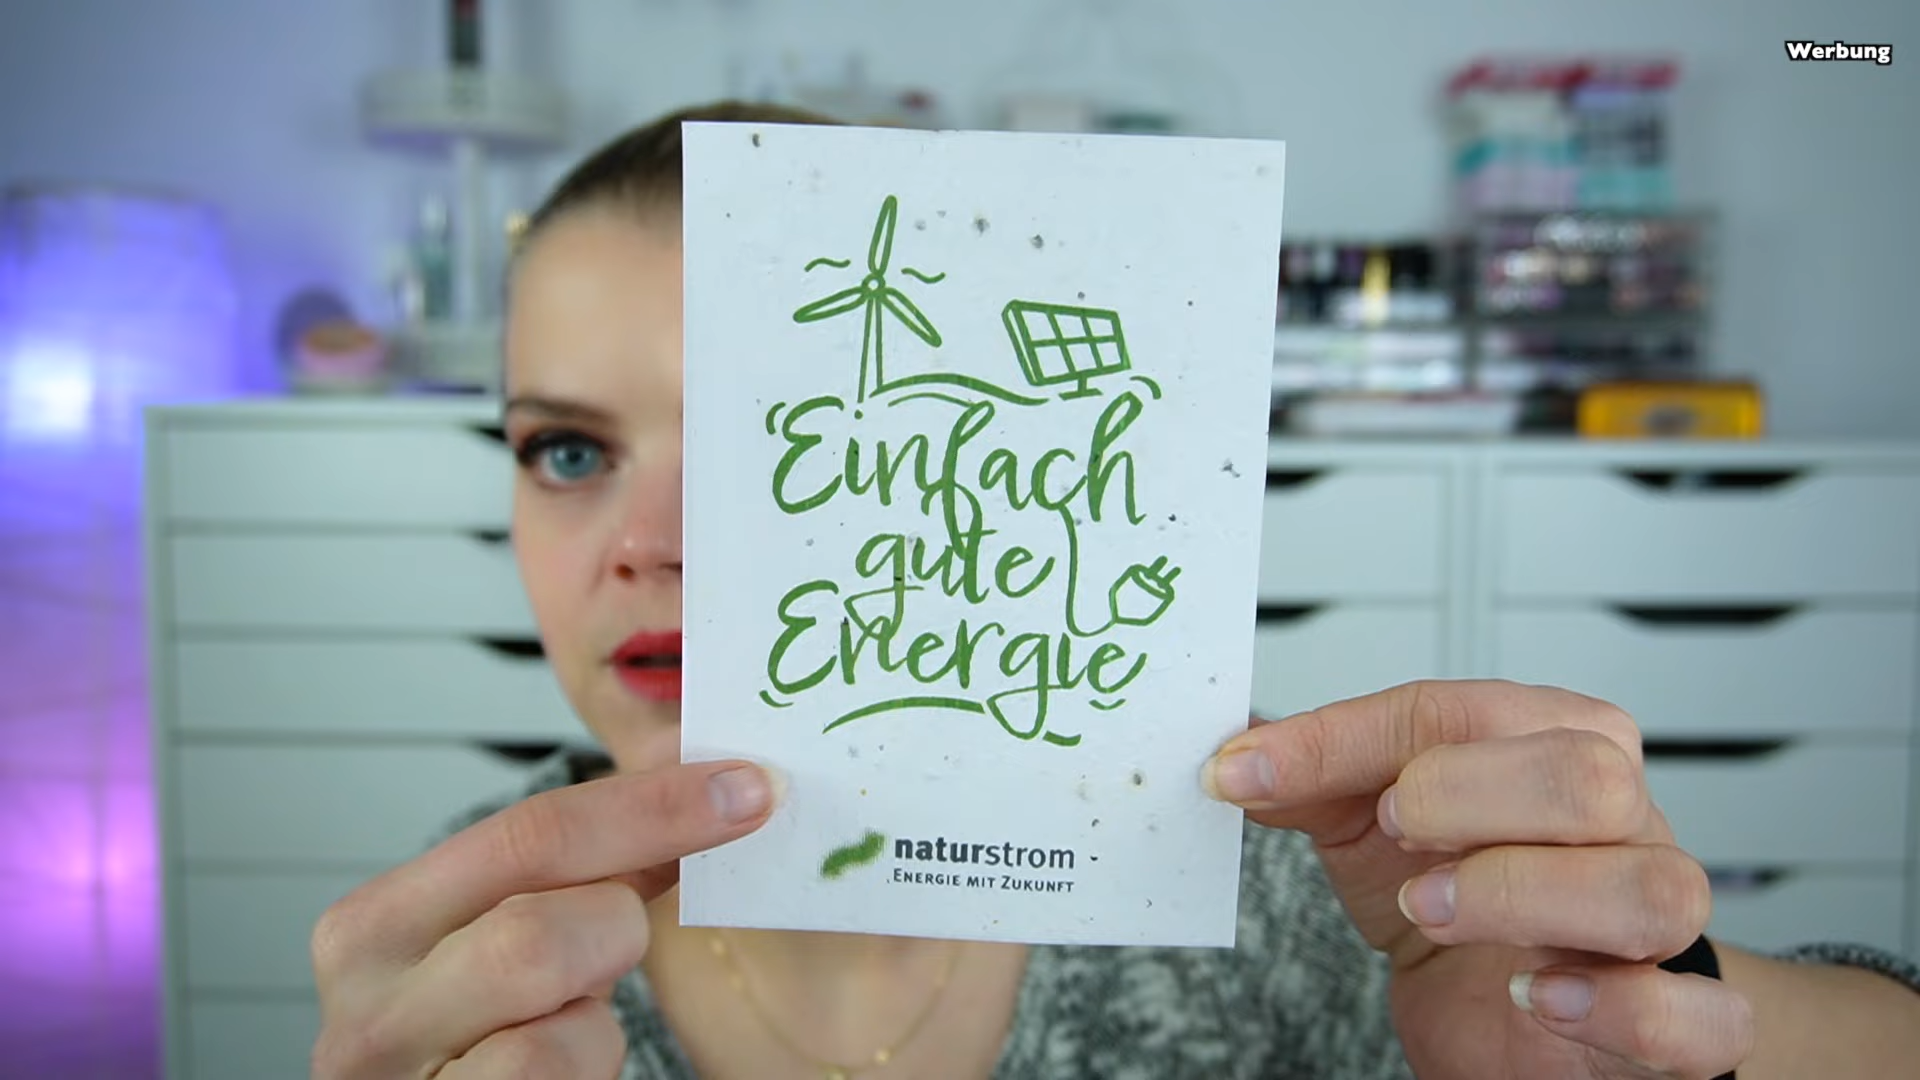 Werbung
Einfach
gute
Energie
naturstrom
ENERGIE MIT ZUKUNFT